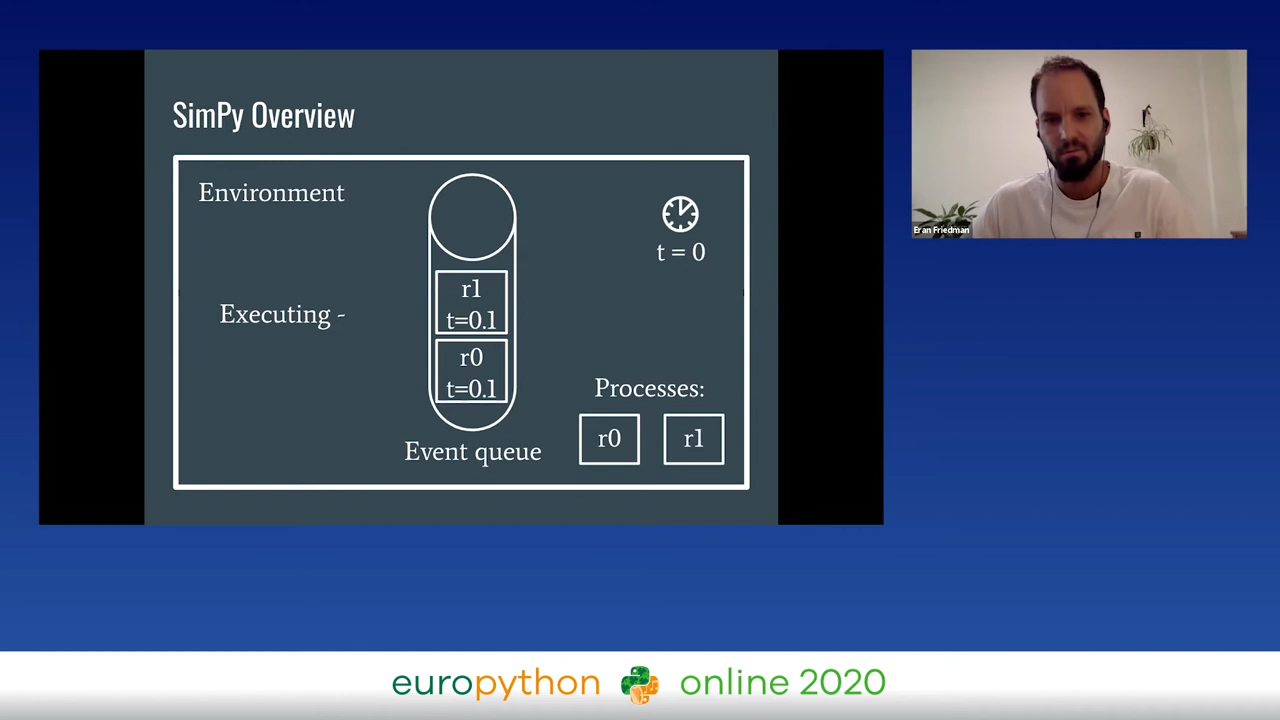 SimPy Overview
Environment
Executing -
r1
t=0.1
r0
t=0.1
Event queue
t = 0
Processes:
r0
r1
Eran Friedman
europython online 2020